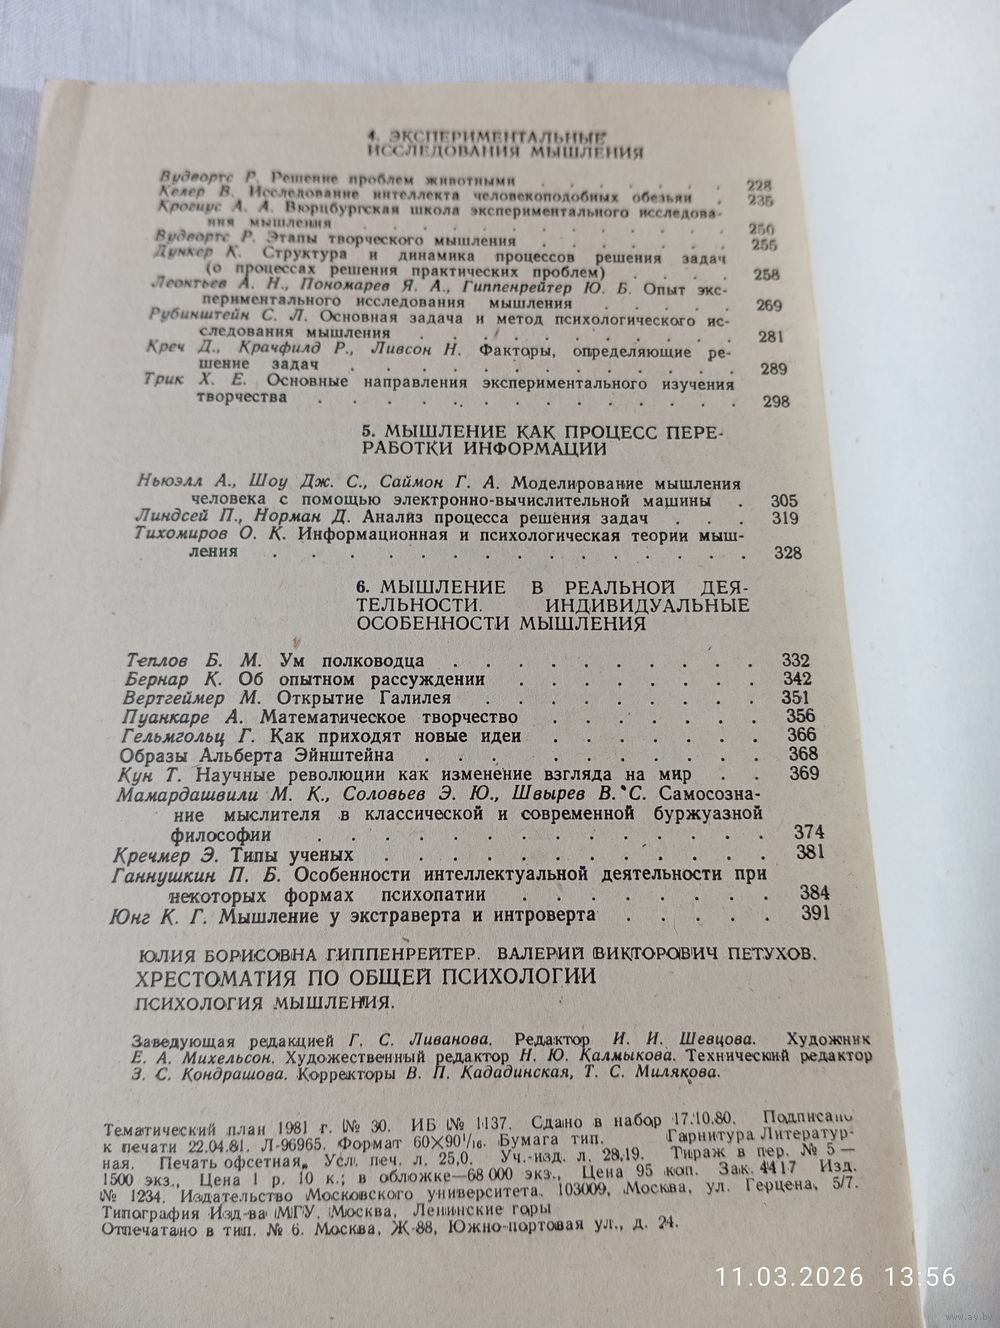 4. ЭКСПЕРИМЕНТАЛЬНЫЕ
ИССЛЕДОВАНИЯ МЫШЛЕНИЯ
Вудвортс Р. Решение проблем животными . . . . . . 228
Келер В. Исследование интеллекта человекоподобных обезьян . 235
Крогиус А. А. Вюрцбургская школа экспериментального исследова-
ния мышления . . . . . . . . . . . . 250
Вудвортс Р. Этапы творческого мышления . . . . . . 255
Дункер К. Структура и динамика процессов решения задач
(о процессах решения практических проблем) . . . . 258
Леонтьев А. Н., Пономарев Я. А., Гиппенрейтер Ю. Б. Опыт экс-
периментального исследования мышления . . . . . 269
Рубинштейн С. Л. Основная задача и метод психологического ис-
следования мышления . . . . . . . . . . 281
Креч Д., Крачфилд Р., Ливсон Н. Факторы, определяющие ре-
шение задач . . . . . . . . . . . . 289
Трик Х. Е. Основные направления экспериментального изучения
творчества . . . . . . . . . . . . . 298
5. МЫШЛЕНИЕ КАК ПРОЦЕСС ПЕРЕ-
РАБОТКИ ИНФОРМАЦИИ
Ньюэлл А., Шоу Дж. С., Саймон Г. А. Моделирование мышления
человека с помощью электронно-вычислительной машины . 305
Линдсей П., Норман Д. Анализ процесса решения задач . . . 319
Тихомиров О. К. Информационная и психологическая теории мыш-
ления . . . . . . . . . . . . . . 328
6. МЫШЛЕНИЕ В РЕАЛЬНОЙ ДЕЯ-
ТЕЛЬНОСТИ. ИНДИВИДУАЛЬНЫЕ
ОСОБЕННОСТИ МЫШЛЕНИЯ
Теплов Б. М. Ум полководца . . . . . . . . . 332
Бернар К. Об опытном рассуждении . . . . . . . 342
Вертгеймер М. Открытие Галилея . . . . . . . . 351
Пуанкаре А. Математическое творчество . . . . . . 356
Гельмгольц Г. Как приходят новые идеи . . . . . . 366
Образы Альберта Эйнштейна . . . . . . . . . 368
Кун Т. Научные революции как изменение взгляда на мир . . 369
Мамардашвили М. К., Соловьев Э. Ю., Швырев В. С. Самосозна-
ние мыслителя в классической и современной буржуазной
философии . . . . . . . . . . . . . 374
Кречмер Э. Типы ученых . . . . . . . . . . 381
Ганнушкин П. Б. Особенности интеллектуальной деятельности при
некоторых формах психопатии . . . . . . . 384
Юнг К. Г. Мышление у экстраверта и интроверта . . . . . 391
ЮЛИЯ БОРИСОВНА ГИППЕНРЕЙТЕР. ВАЛЕРИЙ ВИКТОРОВИЧ ПЕТУХОВ.
ХРЕСТОМАТИЯ ПО ОБЩЕЙ ПСИХОЛОГИИ
ПСИХОЛОГИЯ МЫШЛЕНИЯ.
Заведующая редакцией Г. С. Ливанова. Редактор И. И. Шевцова. Художник
Е. А. Михельсон. Художественный редактор Н. Ю. Калмыкова. Технический редактор
З. С. Кондрашова. Корректоры В. П. Кададинская, Т. С. Милякова.
Тематический план 1981 г. № 30. ИБ № 1137. Сдано в набор 17.10.80. Подписано
к печати 22.04.81. Л-96965. Формат 60×90¹/₁₆. Бумага тип. Гарнитура Литератур-
ная. Печать офсетная. Усл. печ. л. 25,0. Уч.-изд. л. 28,19. Тираж в пер. № 5 —
1500 экз., Цена 1 р. 10 к.; в обложке—68 000 экз., Цена 95 коп. Зак. 4417 Изд.
№ 1234. Издательство Московского университета. 103009, Москва, ул. Герцена, 5/7.
Типография Изд-ва МГУ. Москва, Ленинские горы
Отпечатано в тип. № 6. Москва, Ж-88, Южно-портовая ул., д. 24.
11.03.2026 13:56
www.ay.by